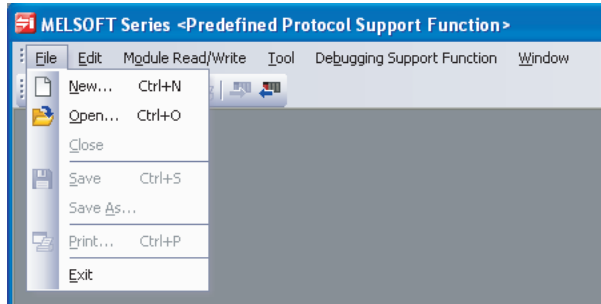 MELSOFT Series <Predefined Protocol Support Function>
File Edit Module Read/Write Tool Debugging Support Function Window
New... Ctrl+N
Open... Ctrl+O
Close
Save Ctrl+S
Save As...
Print... Ctrl+P
Exit